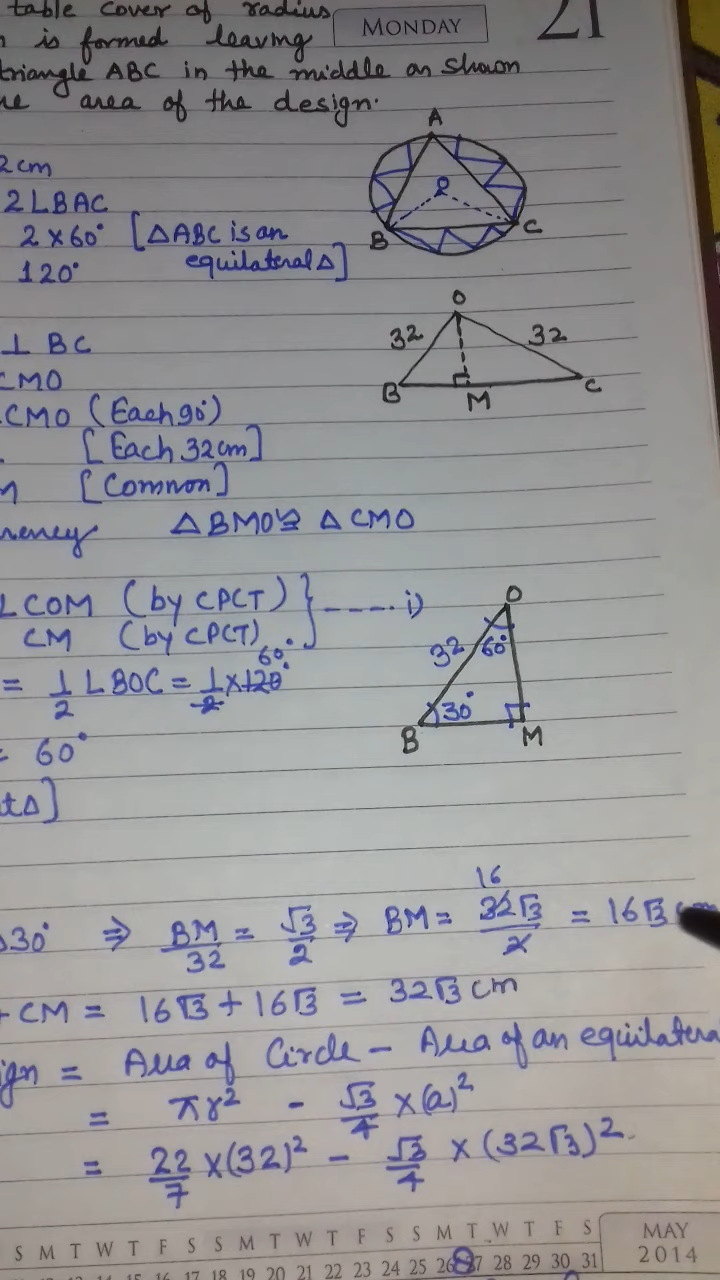 table cover of radius
is formed leaving
MONDAY
21
triangle ABC in the middle as shown
area of the design.
2cm
2∠BAC
2×60° [△ABC is an
equilateral △]
120°
A
O
B
C
⊥ BC
CMO
CMO (Each 90°)
[Each 32cm]
[Common]
△BMO ≅ △CMO
O
32
32
B
M
C
∠COM (by CPCT)
CM (by CPCT)
-----i)
= 1/2 ∠BOC = 1/2 × 120°
60°
= 60°
t△]
O
32
60°
30°
B
M
30° ⇒ BM/32 = √3/2 ⇒ BM = 32√3/2 = 16√3 cm
16
+ CM = 16√3 + 16√3 = 32√3 cm
= Area of Circle - Area of an equilatera
= πr² - √3/4 × (a)²
= 22/7 × (32)² - √3/4 × (32√3)².
S M T W T F S S M T W T F S S M T W T F S
17 18 19 20 21 22 23 24 25 26 27 28 29 30 31
MAY
2014